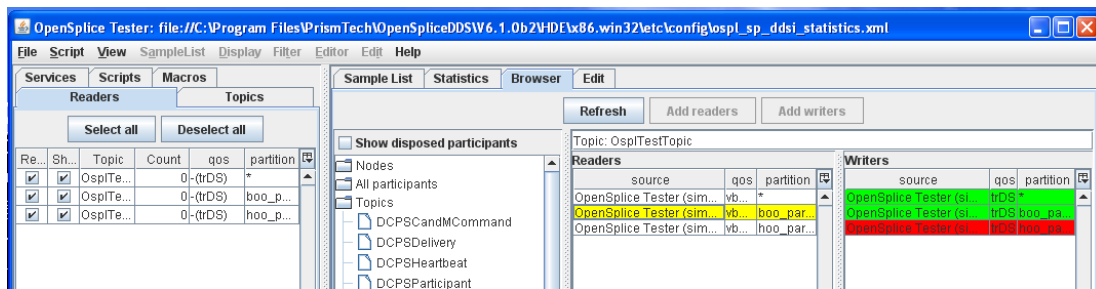 OpenSplice Tester: file://C:\Program Files\PrismTech\OpenSpliceDDS\V6.1.0b2\HDE\x86.win32\etc\config\ospl_sp_ddsi_statistics.xml
File Script View SampleList Display Filter Editor Edit Help
Services Scripts Macros
Readers Topics
Select all Deselect all
Re... Sh... Topic Count qos partition
OsplTe... 0 -(trDS) *
OsplTe... 0 -(trDS) boo_p...
OsplTe... 0 -(trDS) hoo_p...
Sample List Statistics Browser Edit
Refresh Add readers Add writers
Show disposed participants
Nodes
All participants
Topics
DCPSCandMCommand
DCPSDelivery
DCPSHeartbeat
DCPSParticipant
Topic: OsplTestTopic
Readers
source qos partition
OpenSplice Tester (sim... vb... *
OpenSplice Tester (sim... vb... boo_par...
OpenSplice Tester (sim... vb... hoo_par...
Writers
source qos partition
OpenSplice Tester (si... trDS *
OpenSplice Tester (si... trDS boo_pa...
OpenSplice Tester (si... trDS hoo_pa...